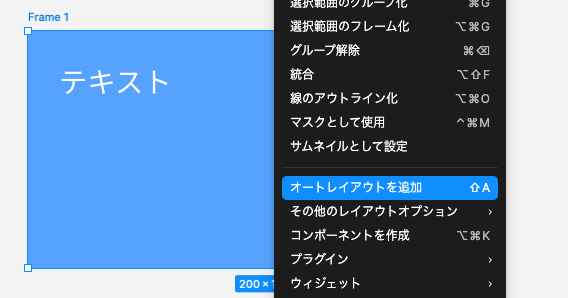 Frame 1
テキスト
200 ×
選択範囲のグループ化 ⌘G
選択範囲のフレーム化 ⌥⌘G
グループ解除 ⌘⌫
統合 ⌥⇧F
線のアウトライン化 ⌥⌘O
マスクとして使用 ^⌘M
サムネイルとして設定
オートレイアウトを追加 ⇧A
その他のレイアウトオプション ›
コンポーネントを作成 ⌥⌘K
プラグイン ›
ウィジェット ›